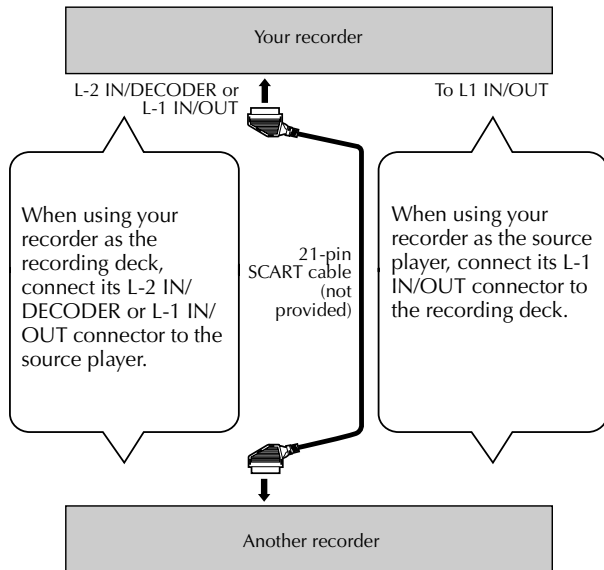 Your recorder
L-2 IN/DECODER or
L-1 IN/OUT
To L1 IN/OUT
When using your
recorder as the
recording deck,
connect its L-2 IN/
DECODER or L-1 IN/
OUT connector to the
source player.
21-pin
SCART cable
(not
provided)
When using your
recorder as the source
player, connect its L-1
IN/OUT connector to
the recording deck.
Another recorder